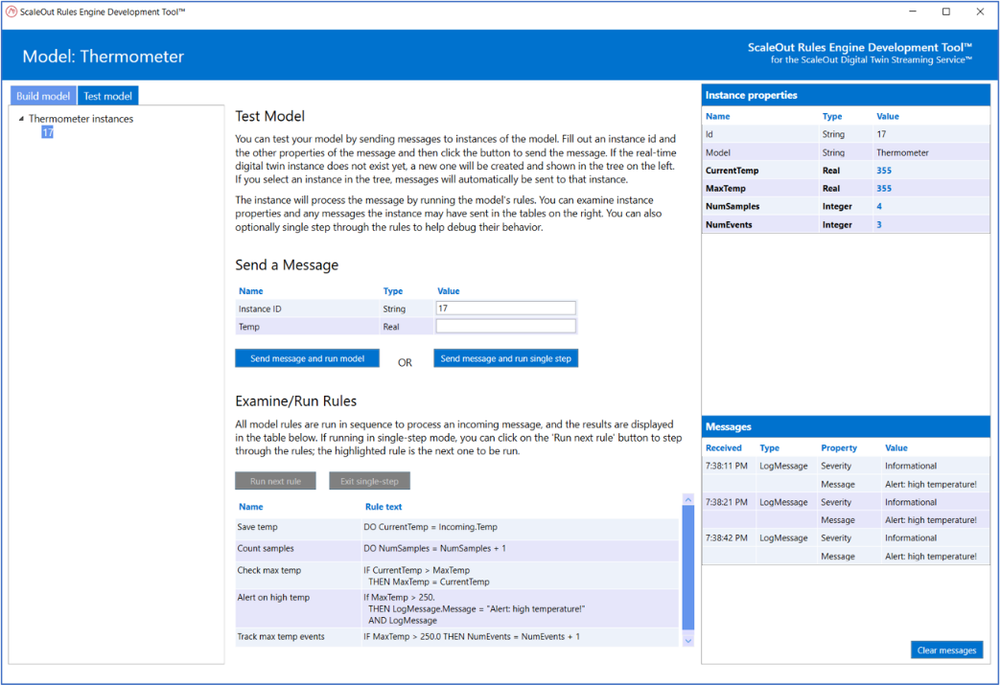 ScaleOut Rules Engine Development Tool™
Model: Thermometer
ScaleOut Rules Engine Development Tool™
for the ScaleOut Digital Twin Streaming Service™
Build model
Test model
Thermometer instances
17
Test Model
You can test your model by sending messages to instances of the model. Fill out an instance id and
the other properties of the message and then click the button to send the message. If the real-time
digital twin instance does not exist yet, a new one will be created and shown in the tree on the left.
If you select an instance in the tree, messages will automatically be sent to that instance.
The instance will process the message by running the model's rules. You can examine instance
properties and any messages the instance may have sent in the tables on the right. You can also
optionally single step through the rules to help debug their behavior.
Send a Message
Name Type Value
Instance ID String 17
Temp Real
Send message and run model OR Send message and run single step
Examine/Run Rules
All model rules are run in sequence to process an incoming message, and the results are displayed
in the table below. If running in single-step mode, you can click on the 'Run next rule' button to step
through the rules; the highlighted rule is the next one to be run.
Run next rule Exit single-step
Name Rule text
Save temp DO CurrentTemp = Incoming.Temp
Count samples DO NumSamples = NumSamples + 1
Check max temp IF CurrentTemp > MaxTemp
THEN MaxTemp = CurrentTemp
Alert on high temp If MaxTemp > 250.
THEN LogMessage.Message = "Alert: high temperature!"
AND LogMessage
Track max temp events IF MaxTemp > 250.0 THEN NumEvents = NumEvents + 1
Instance properties
Name Type Value
Id String 17
Model String Thermometer
CurrentTemp Real 355
MaxTemp Real 355
NumSamples Integer 4
NumEvents Integer 3
Messages
Received Type Property Value
7:38:11 PM LogMessage Severity Informational
Message Alert: high temperature!
7:38:21 PM LogMessage Severity Informational
Message Alert: high temperature!
7:38:42 PM LogMessage Severity Informational
Message Alert: high temperature!
Clear messages